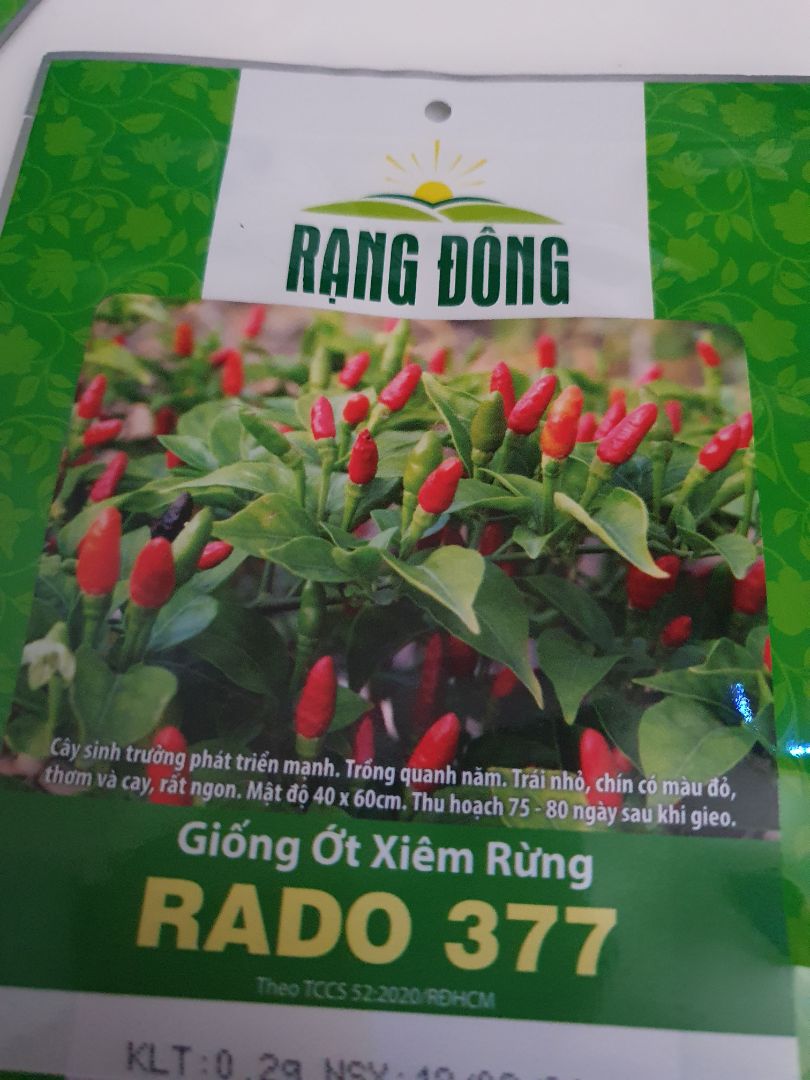 RẠNG ĐÔNG
Cây sinh trưởng phát triển mạnh. Trồng quanh năm. Trái nhỏ, chín có màu đỏ,
thơm và cay, rất ngon. Mật độ 40 x 60cm. Thu hoạch 75 - 80 ngày sau khi gieo.
Giống Ớt Xiêm Rừng
RADO 377
Theo TCCS 52:2020/RĐHCM
KLT:0.2g NSX: